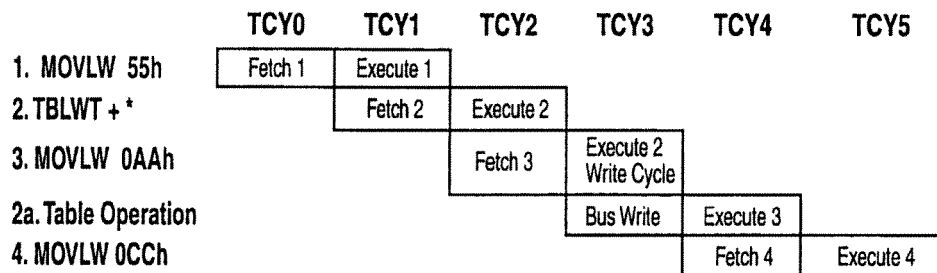 TCY0 TCY1 TCY2 TCY3 TCY4 TCY5
1. MOVLW 55h Fetch 1 Execute 1
2. TBLWT + * Fetch 2 Execute 2
3. MOVLW 0AAh Fetch 3 Execute 2
Write Cycle
2a. Table Operation Bus Write Execute 3
4. MOVLW 0CCh Fetch 4 Execute 4